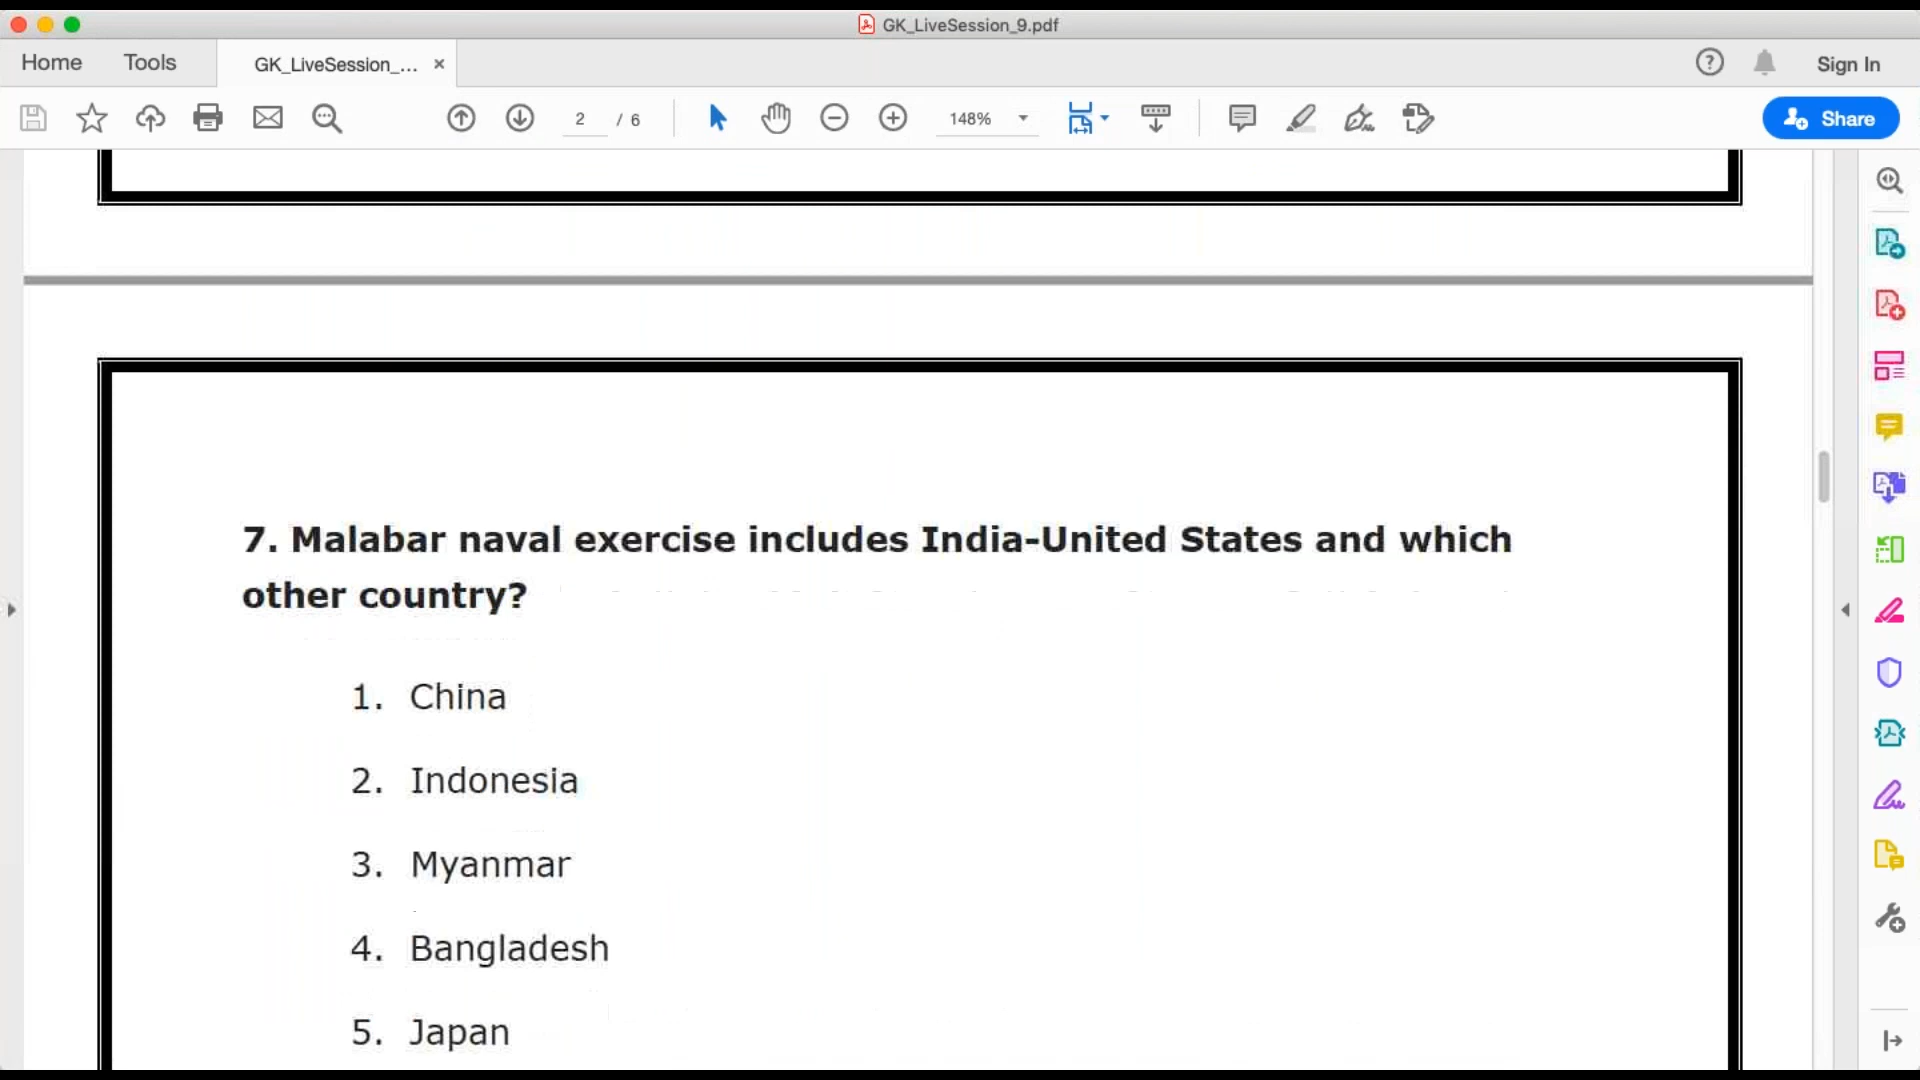 GK_LiveSession_9.pdf
Home Tools GK_LiveSession_... × Sign In
2 / 6 148% Share
7. Malabar naval exercise includes India-United States and which
other country?
1. China
2. Indonesia
3. Myanmar
4. Bangladesh
5. Japan